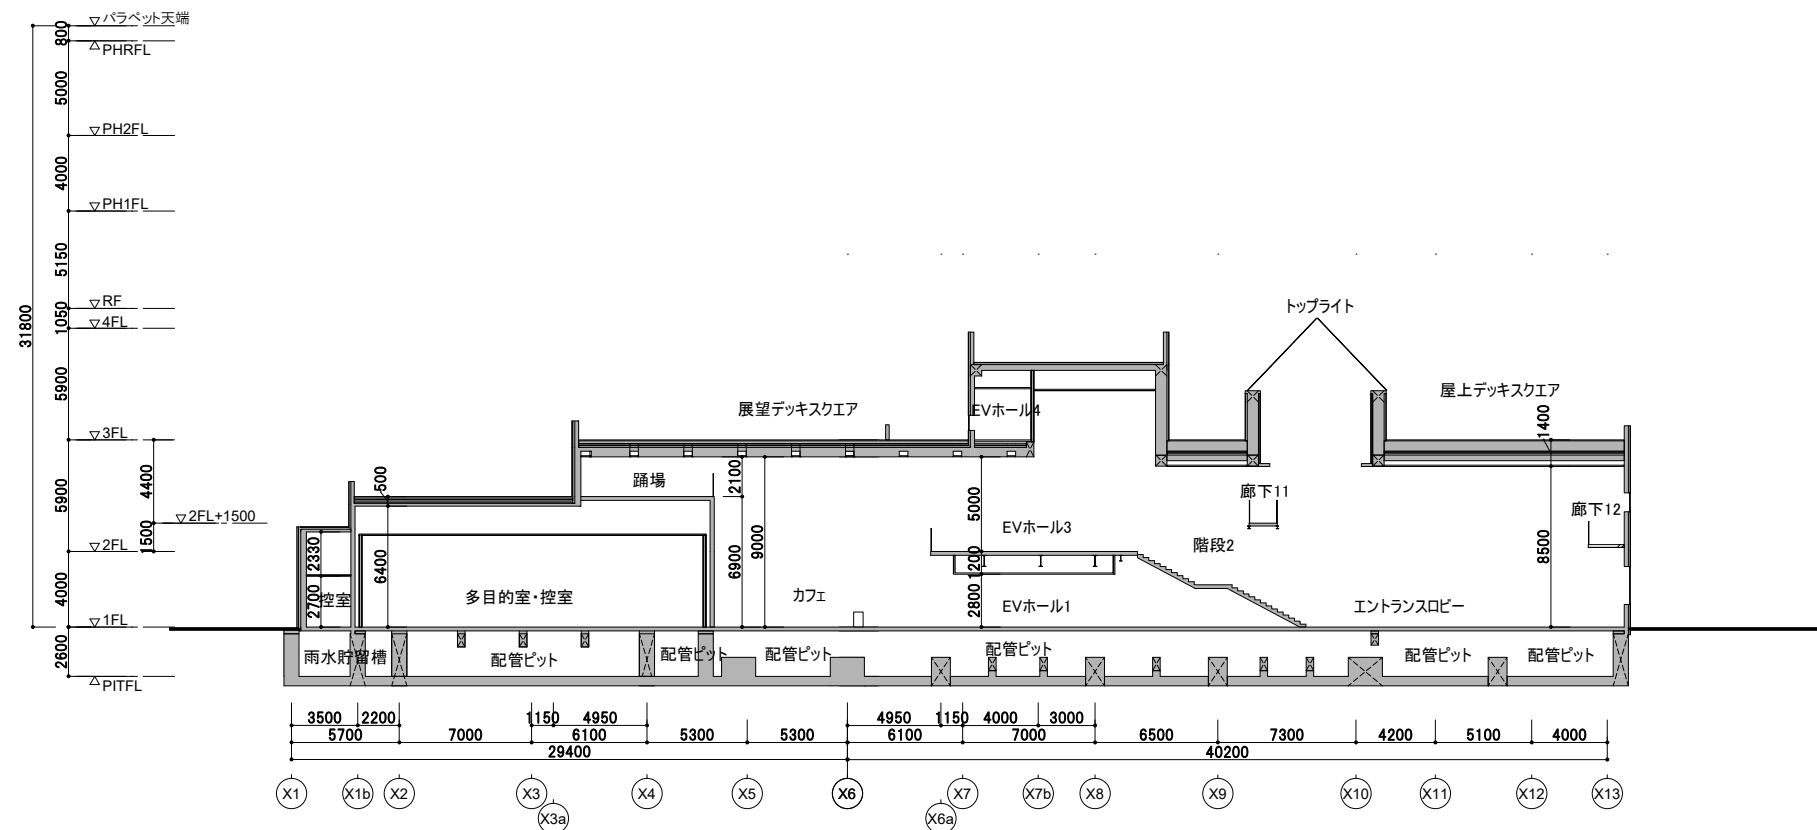 パラペット天端
800
PHRFL
5000
PH2FL
4000
PH1FL
5150
RF
1050
4FL
31800
5900
3FL
4400
5900
2FL+1500
1500
2FL
4000
1FL
2600
PITFL
トップライト
展望デッキスクエア
EVホール4
屋上デッキスクエア
1400
500
踊場
2100
廊下11
廊下12
5000
EVホール3
階段2
2330
6400
6900
9000
1200
8500
2700
控室
多目的室・控室
カフェ
2800
EVホール1
エントランスロビー
雨水貯留槽
配管ピット
配管ピット
配管ピット
配管ピット
配管ピット
配管ピット
3500 2200 1150 4950 4950 1150 4000 3000
5700 7000 6100 5300 5300 6100 7000 6500 7300 4200 5100 4000
29400 40200
X1 X1b X2 X3 X4 X5 X6 X7 X7b X8 X9 X10 X11 X12 X13
X3a X6a